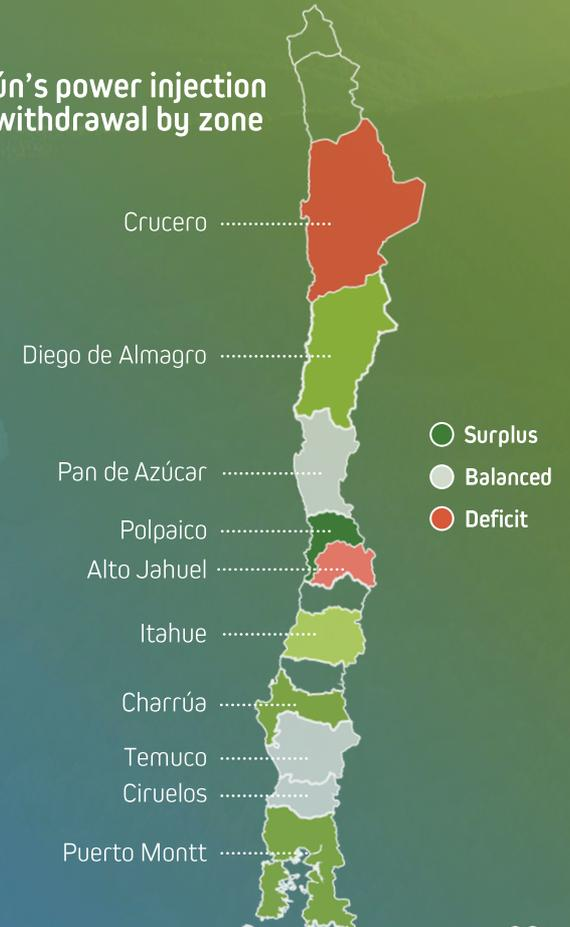 ún's power injection
withdrawal by zone
Crucero
Diego de Almagro
Surplus
Pan de Azúcar
Balanced
Deficit
Polpaico
Alto Jahuel
Itahue
Charrúa
Temuco
Ciruelos
Puerto Montt